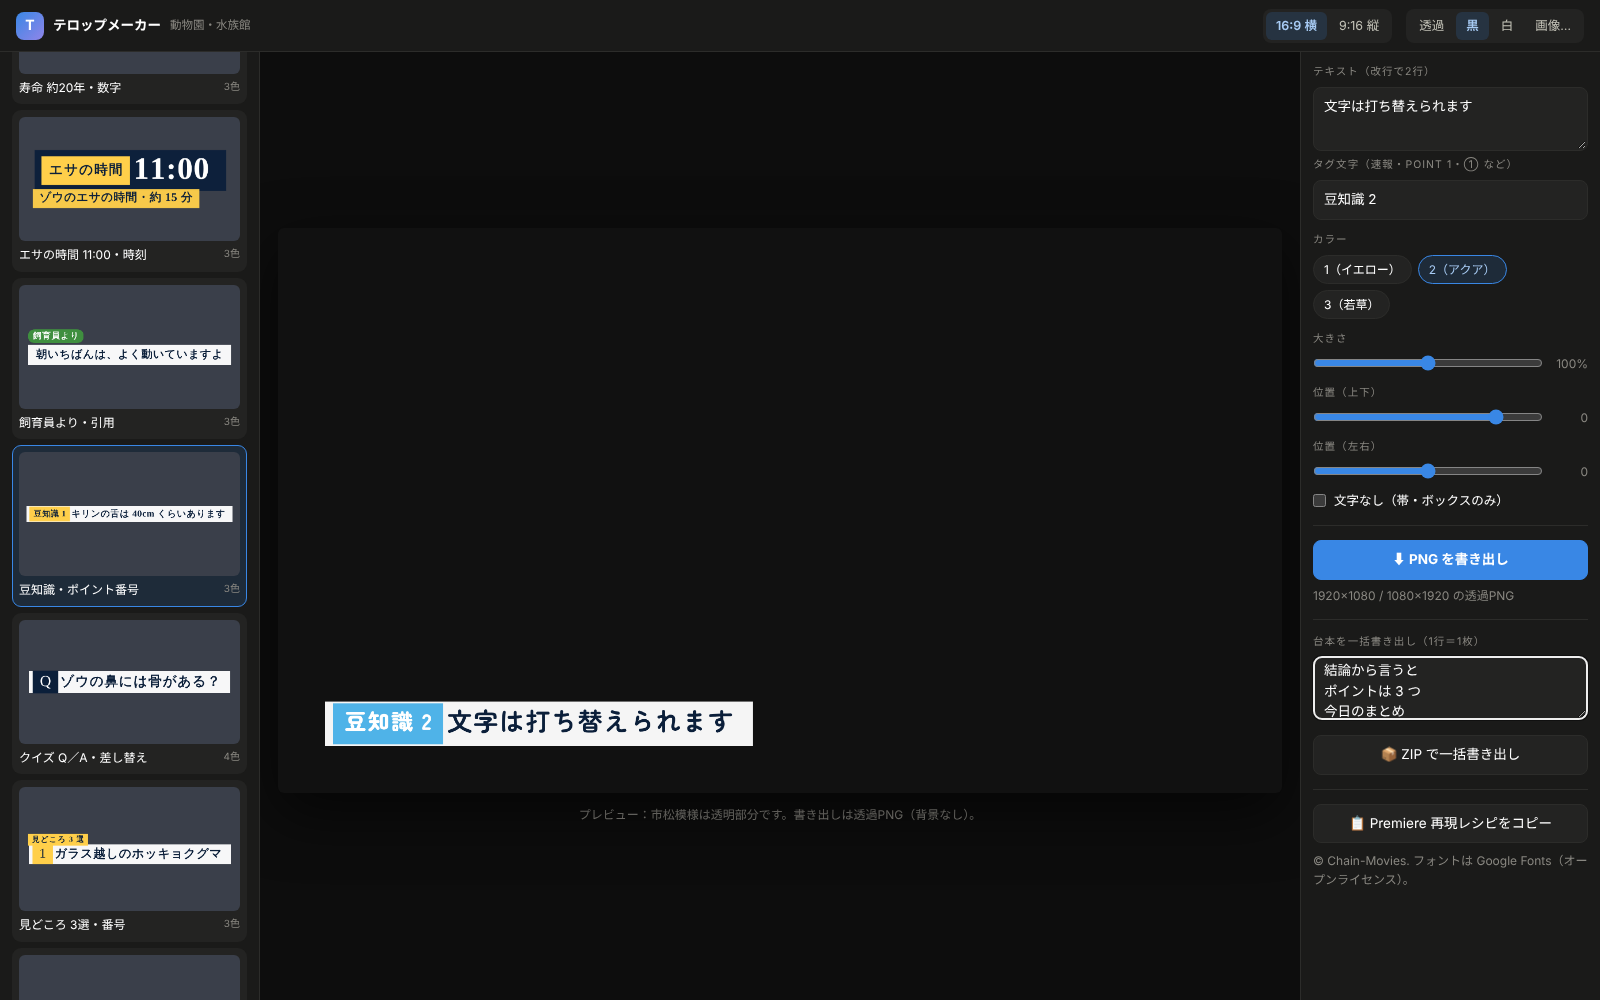 T テロップメーカー 動物園・水族館
16:9 横 9:16 縦 透過 黒 白 画像...
寿命 約20年・数字 3色
エサの時間 11:00
ゾウのエサの時間・約 15 分
エサの時間 11:00・時刻 3色
飼育員より
朝いちばんは、よく動いていますよ
飼育員より・引用 3色
豆知識 1 キリンの舌は 40cm くらいあります
豆知識・ポイント番号 3色
Q ゾウの鼻には骨がある？
クイズ Q／A・差し替え 4色
見どころ 3 選
1 ガラス越しのホッキョクグマ
見どころ 3選・番号 3色
豆知識 2 文字は打ち替えられます
プレビュー：市松模様は透明部分です。書き出しは透過PNG（背景なし）。
テキスト（改行で2行）
文字は打ち替えられます
タグ文字（速報・POINT 1・① など）
豆知識 2
カラー
1（イエロー） 2（アクア）
3（若草）
大きさ
100%
位置（上下）
0
位置（左右）
0
文字なし（帯・ボックスのみ）
⬇ PNG を書き出し
1920×1080 / 1080×1920 の透過PNG
台本を一括書き出し（1行＝1枚）
結論から言うと
ポイントは 3 つ
今日のまとめ
📦 ZIP で一括書き出し
📋 Premiere 再現レシピをコピー
© Chain-Movies. フォントは Google Fonts（オー
プンライセンス）。